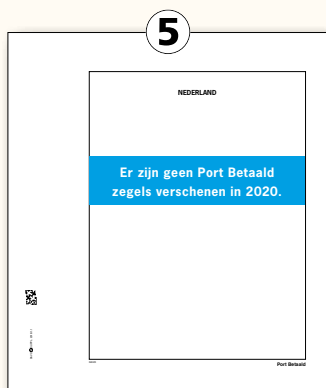 5
NEDERLAND
Er zijn geen Port Betaald
zegels verschenen in 2020.
Port Betaald